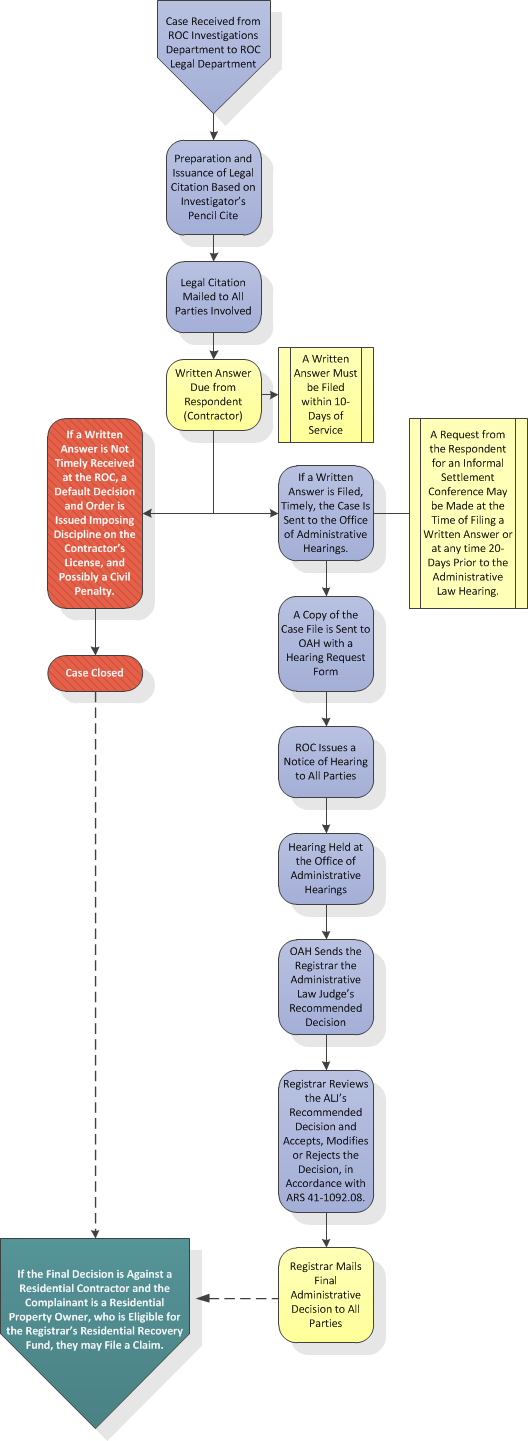 Case Received from
ROC Investigations
Department to ROC
Legal Department
Preparation and
Issuance of Legal
Citation Based on
Investigator's
Pencil Cite
Legal Citation
Mailed to All
Parties Involved
Written Answer
Due from
Respondent
(Contractor)
A Written
Answer Must
be Filed
within 10-
Days of
Service
If a Written
Answer is Not
Timely Received
at the ROC, a
Default Decision
and Order is
Issued Imposing
Discipline on the
Contractor's
License, and
Possibly a Civil
Penalty.
If a Written
Answer is Filed,
Timely, the Case Is
Sent to the Office
of Administrative
Hearings.
A Request from
the Respondent
for an Informal
Settlement
Conference May
be Made at the
Time of Filing a
Written Answer or
at any time 20-
Days Prior to the
Administrative
Law Hearing.
Case Closed
A Copy of the
Case File is Sent to
OAH with a
Hearing Request
Form
ROC Issues a
Notice of Hearing
to All Parties
Hearing Held at
the Office of
Administrative
Hearings
OAH Sends the
Registrar the
Administrative
Law Judge's
Recommended
Decision
Registrar Reviews
the ALJ's
Recommended
Decision and
Accepts, Modifies
or Rejects the
Decision, in
Accordance with
ARS 41-1092.08.
Registrar Mails
Final
Administrative
Decision to All
Parties
If the Final Decision is Against a
Residential Contractor and the
Complainant is a Residential
Property Owner, who is Eligible for
the Registrar's Residential Recovery
Fund, they may File a Claim.